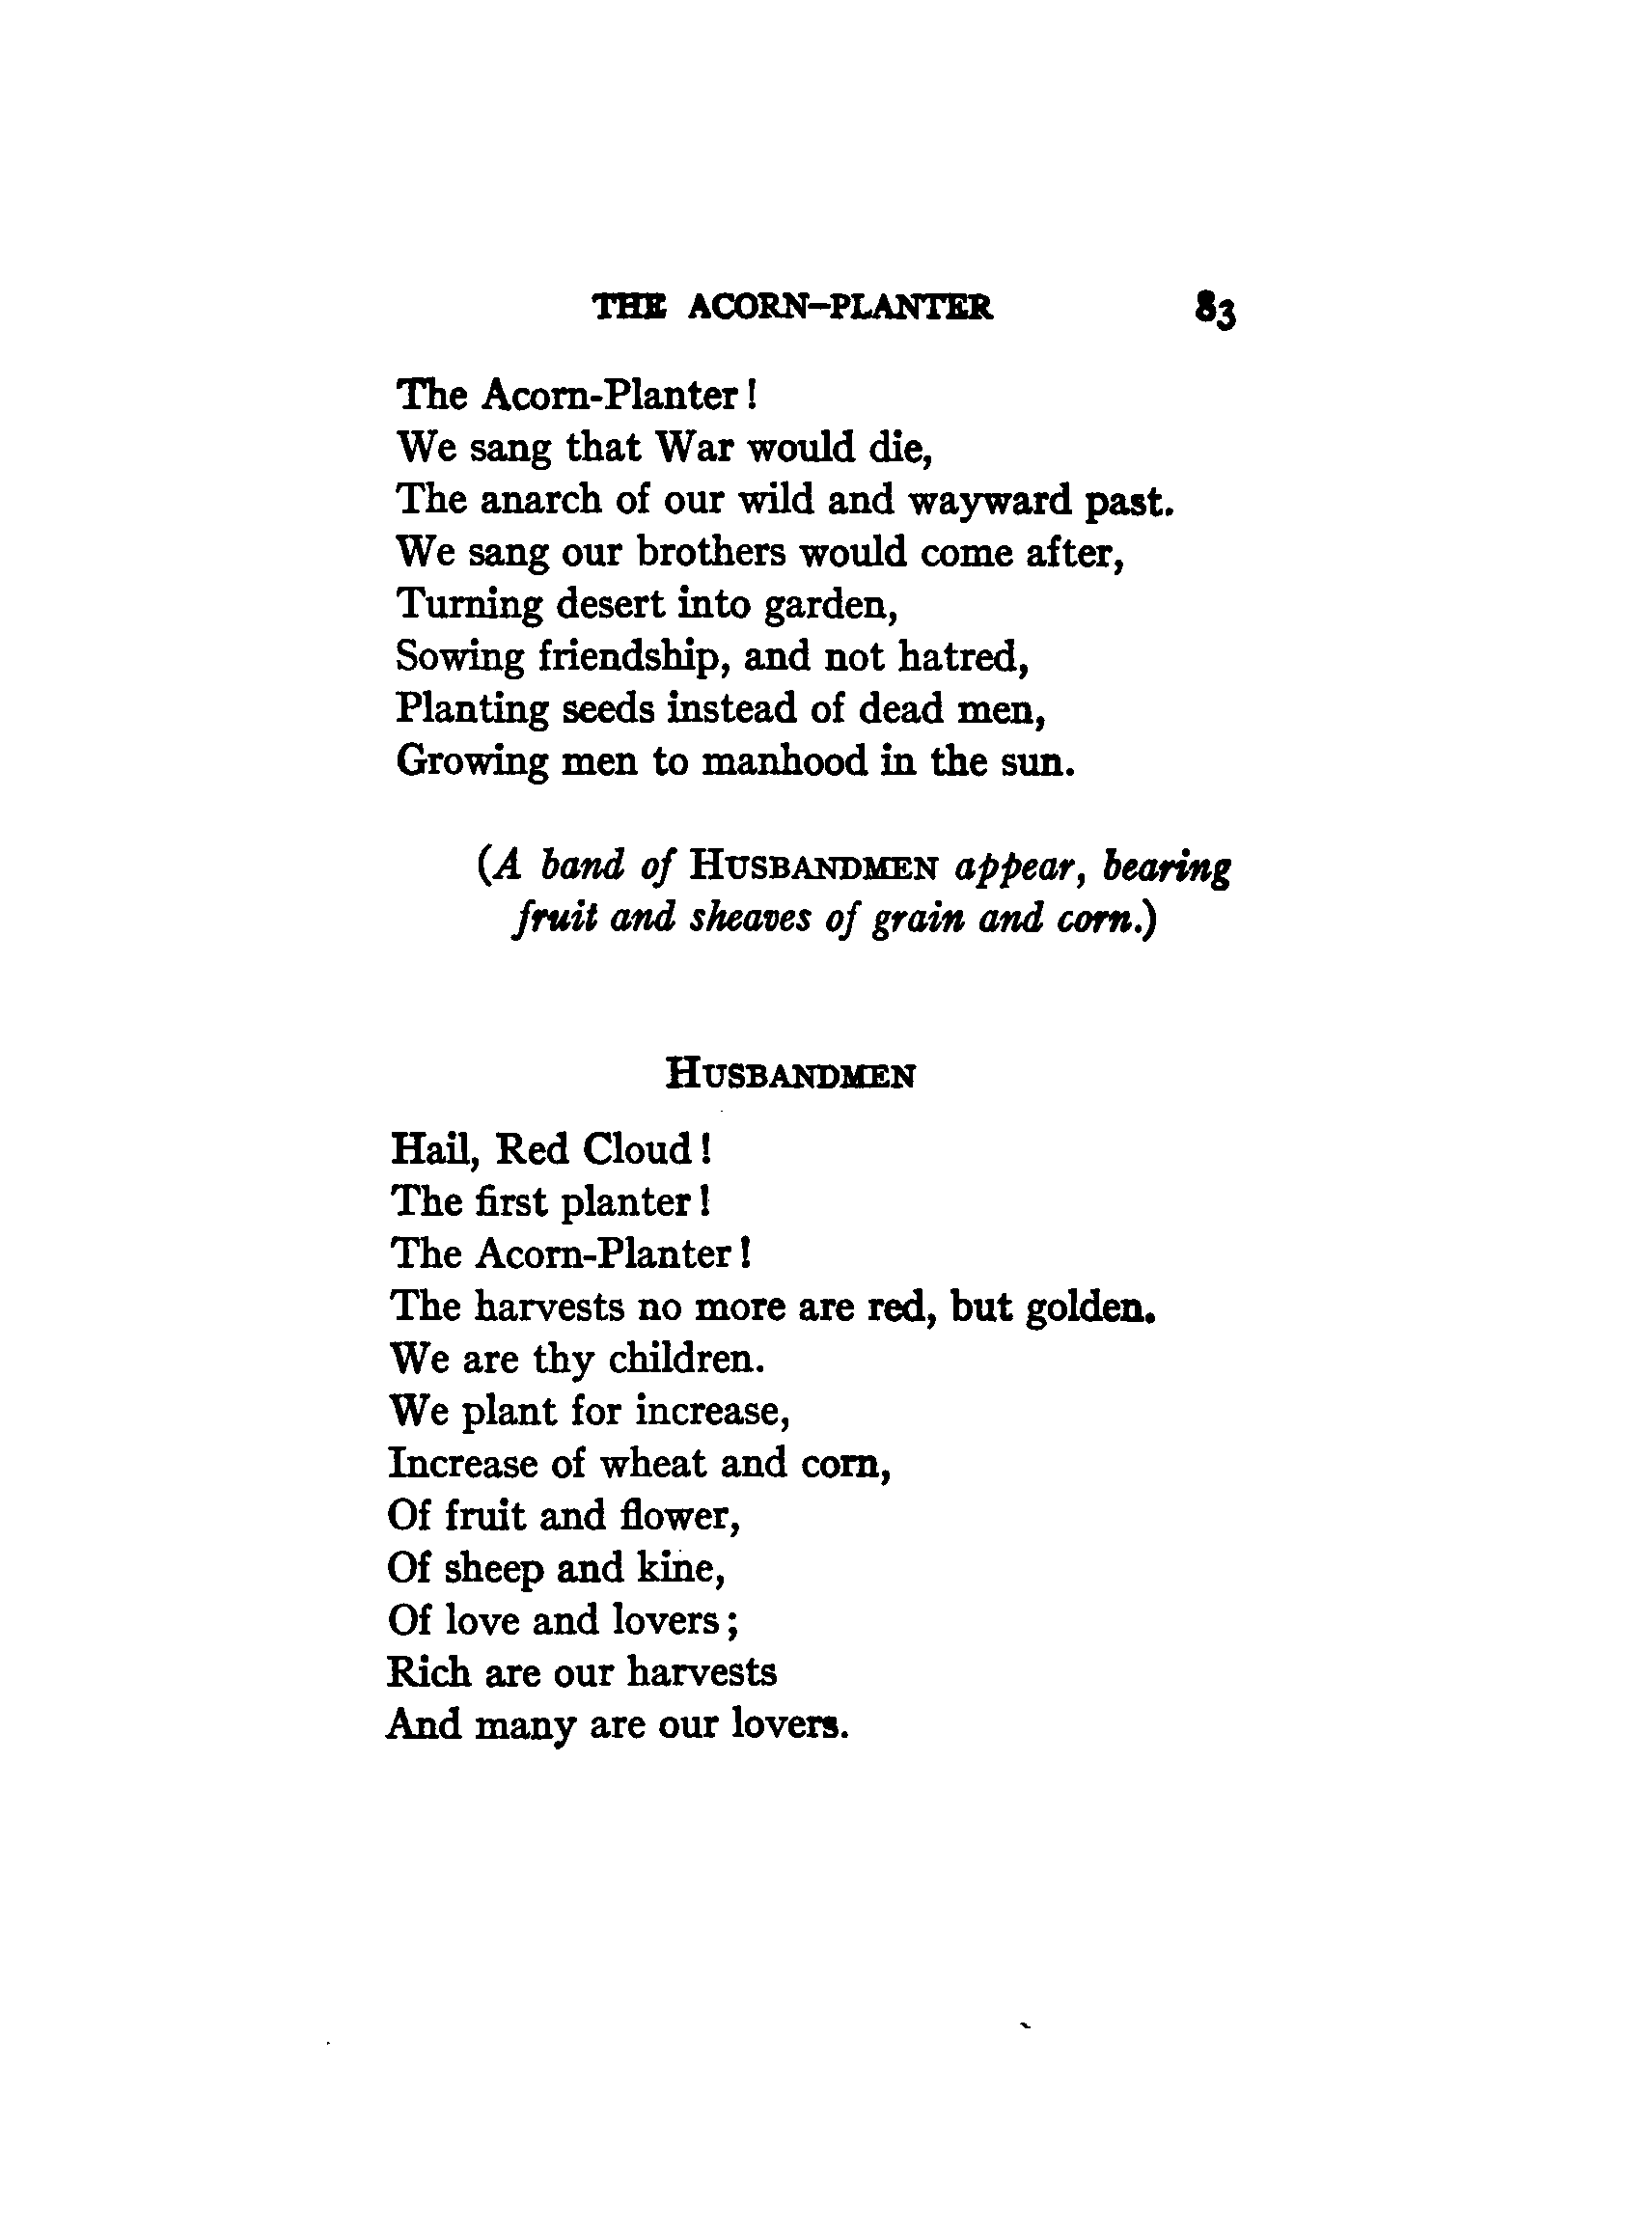 THE ACORN-PLANTER 83
The Acorn-Planter!
We sang that War would die,
The anarch of our wild and wayward past.
We sang our brothers would come after,
Turning desert into garden,
Sowing friendship, and not hatred,
Planting seeds instead of dead men,
Growing men to manhood in the sun.
(A band of HUSBANDMEN appear, bearing
fruit and sheaves of grain and corn.)
HUSBANDMEN
Hail, Red Cloud!
The first planter!
The Acorn-Planter!
The harvests no more are red, but golden.
We are thy children.
We plant for increase,
Increase of wheat and corn,
Of fruit and flower,
Of sheep and kine,
Of love and lovers;
Rich are our harvests
And many are our lovers.